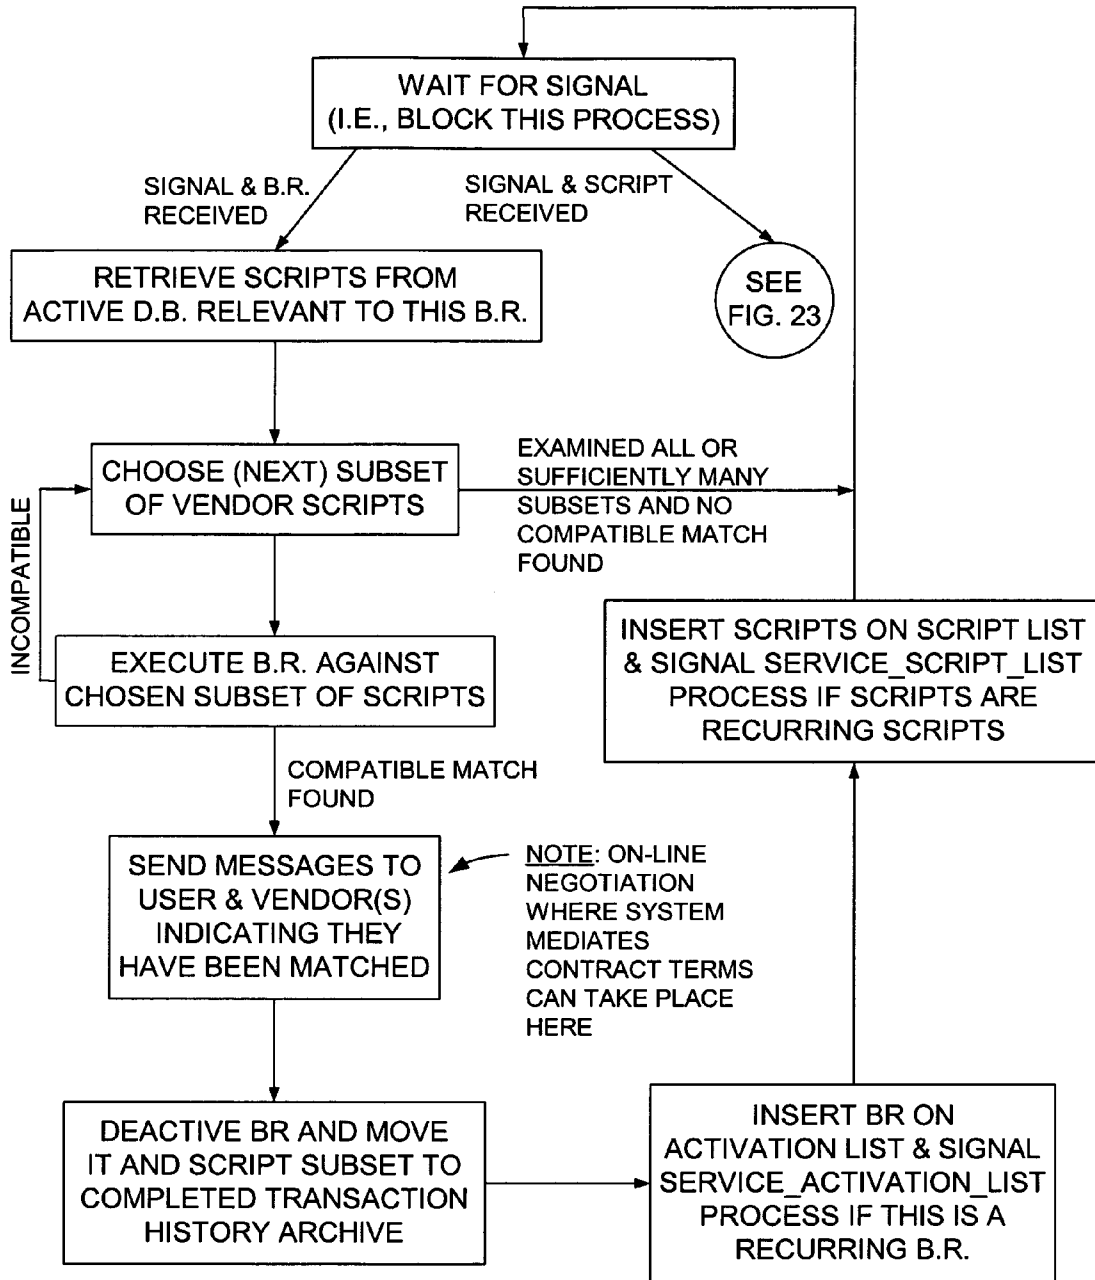 WAIT FOR SIGNAL
(I.E., BLOCK THIS PROCESS)
SIGNAL & B.R.
RECEIVED
SIGNAL & SCRIPT
RECEIVED
RETRIEVE SCRIPTS FROM
ACTIVE D.B. RELEVANT TO THIS B.R.
SEE
FIG. 23
CHOOSE (NEXT) SUBSET
OF VENDOR SCRIPTS
EXAMINED ALL OR
SUFFICIENTLY MANY
SUBSETS AND NO
COMPATIBLE MATCH
FOUND
INCOMPATIBLE
EXECUTE B.R. AGAINST
CHOSEN SUBSET OF SCRIPTS
INSERT SCRIPTS ON SCRIPT LIST
& SIGNAL SERVICE_SCRIPT_LIST
PROCESS IF SCRIPTS ARE
RECURRING SCRIPTS
COMPATIBLE MATCH
FOUND
SEND MESSAGES TO
USER & VENDOR(S)
INDICATING THEY
HAVE BEEN MATCHED
NOTE: ON-LINE
NEGOTIATION
WHERE SYSTEM
MEDIATES
CONTRACT TERMS
CAN TAKE PLACE
HERE
DEACTIVE BR AND MOVE
IT AND SCRIPT SUBSET TO
COMPLETED TRANSACTION
HISTORY ARCHIVE
INSERT BR ON
ACTIVATION LIST & SIGNAL
SERVICE_ACTIVATION_LIST
PROCESS IF THIS IS A
RECURRING B.R.